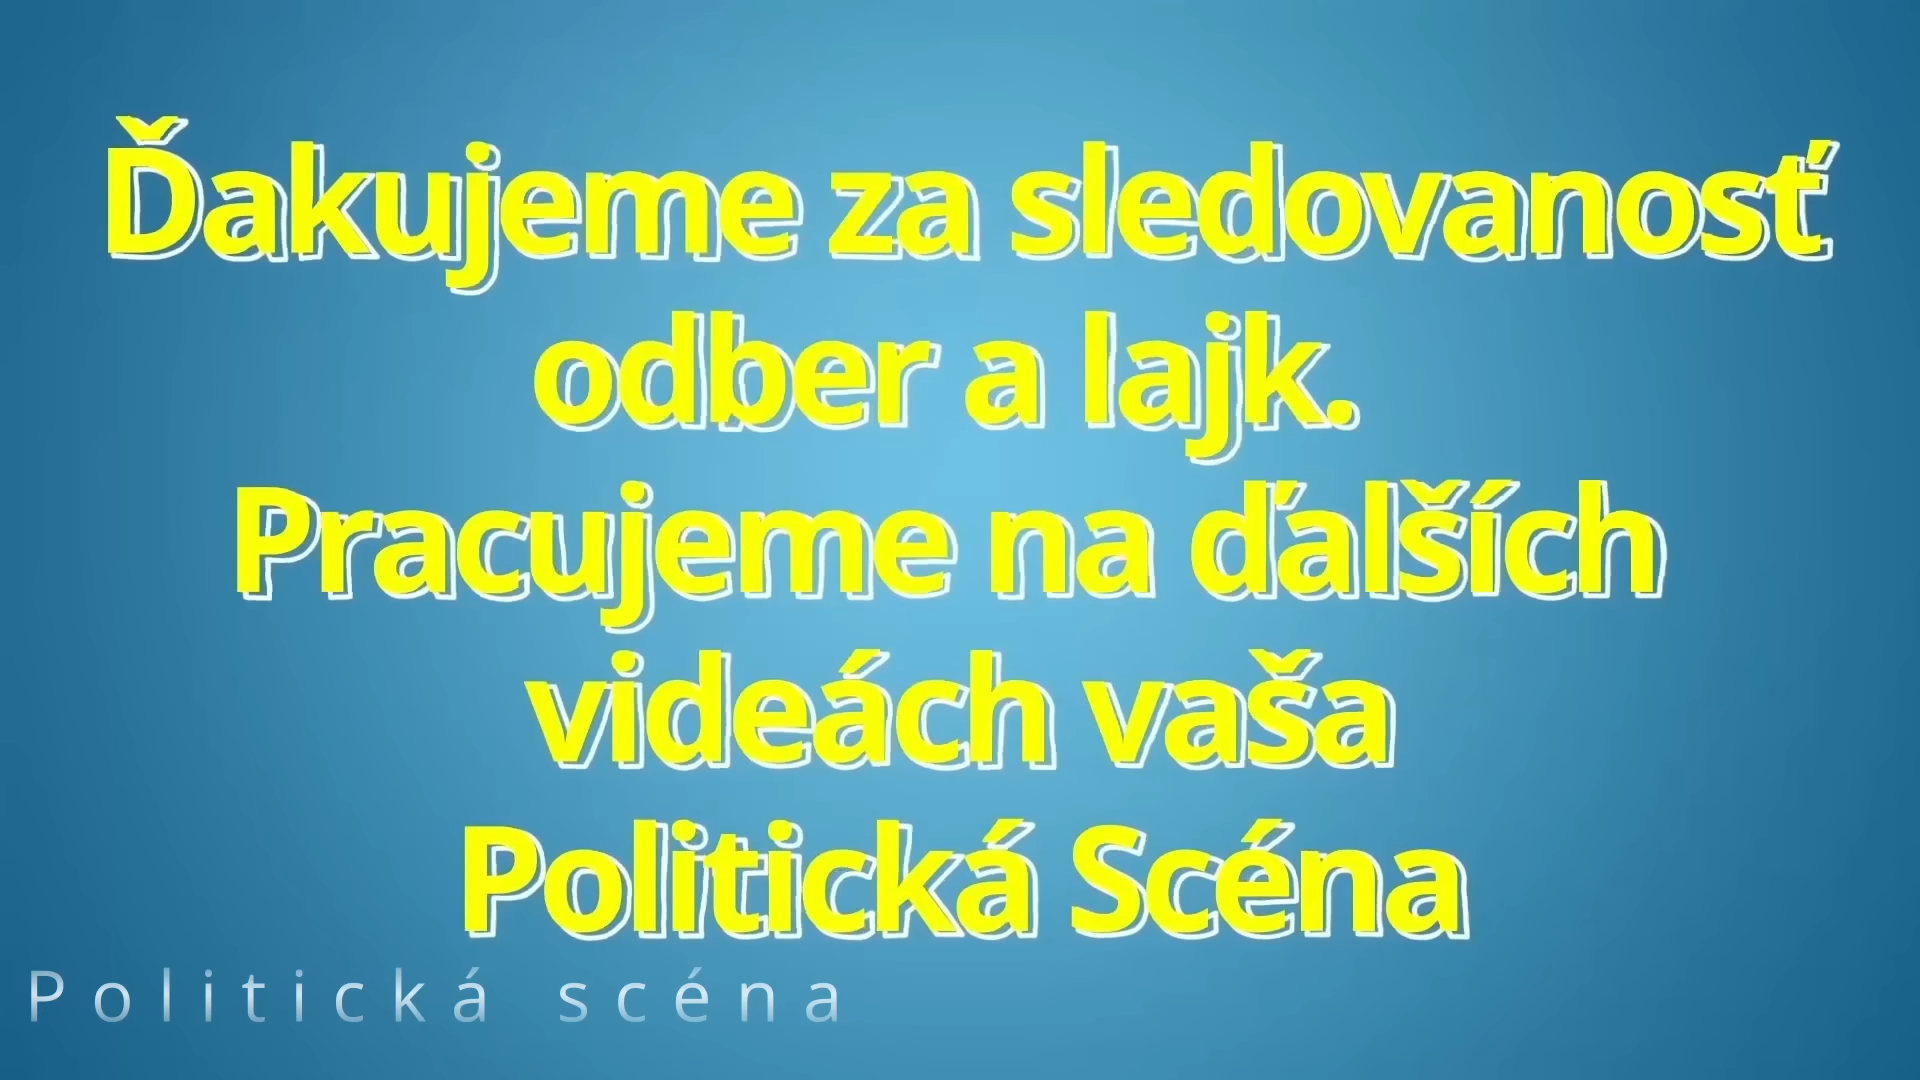 Ďakujeme za sledovanosť
odber a lajk.
Pracujeme na ďalších
videách vaša
Politická Scéna
Politická scéna